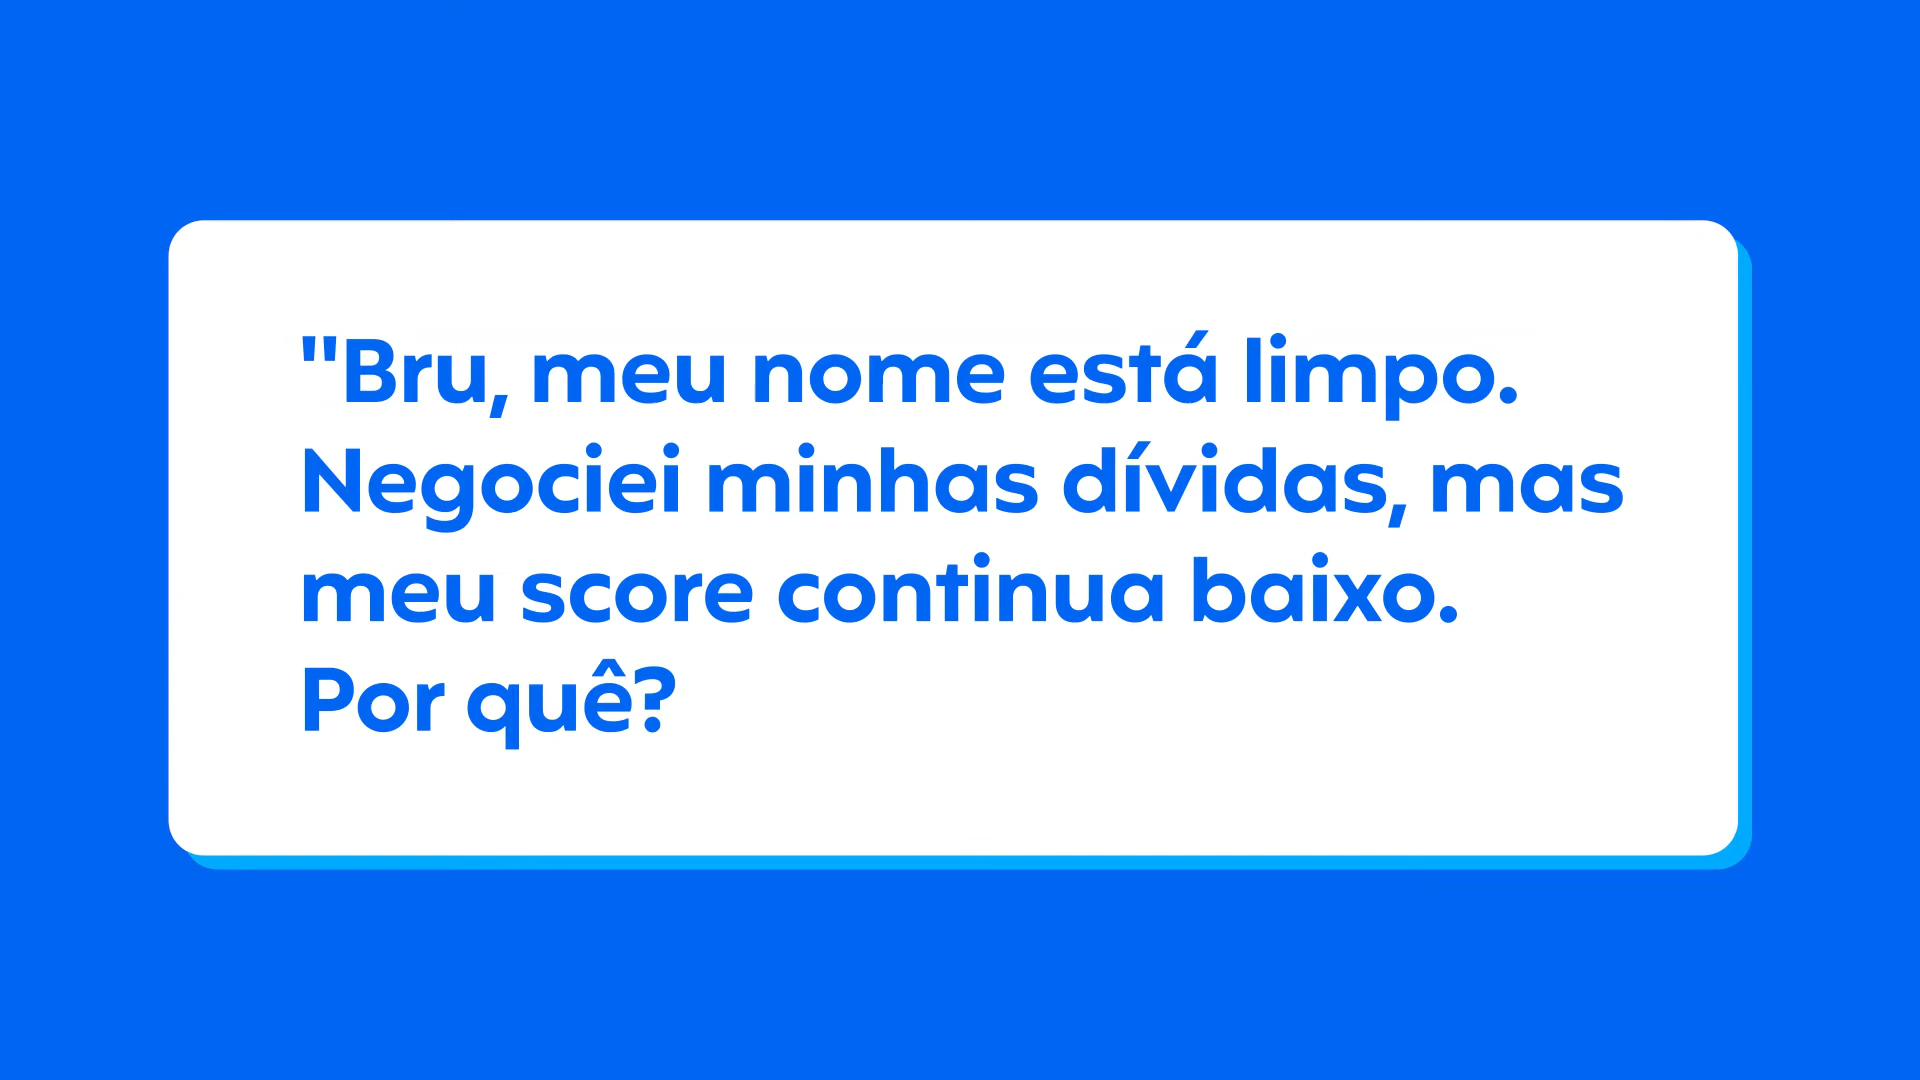 "Bru, meu nome está limpo.
Negociei minhas dívidas, mas
meu score continua baixo.
Por quê?